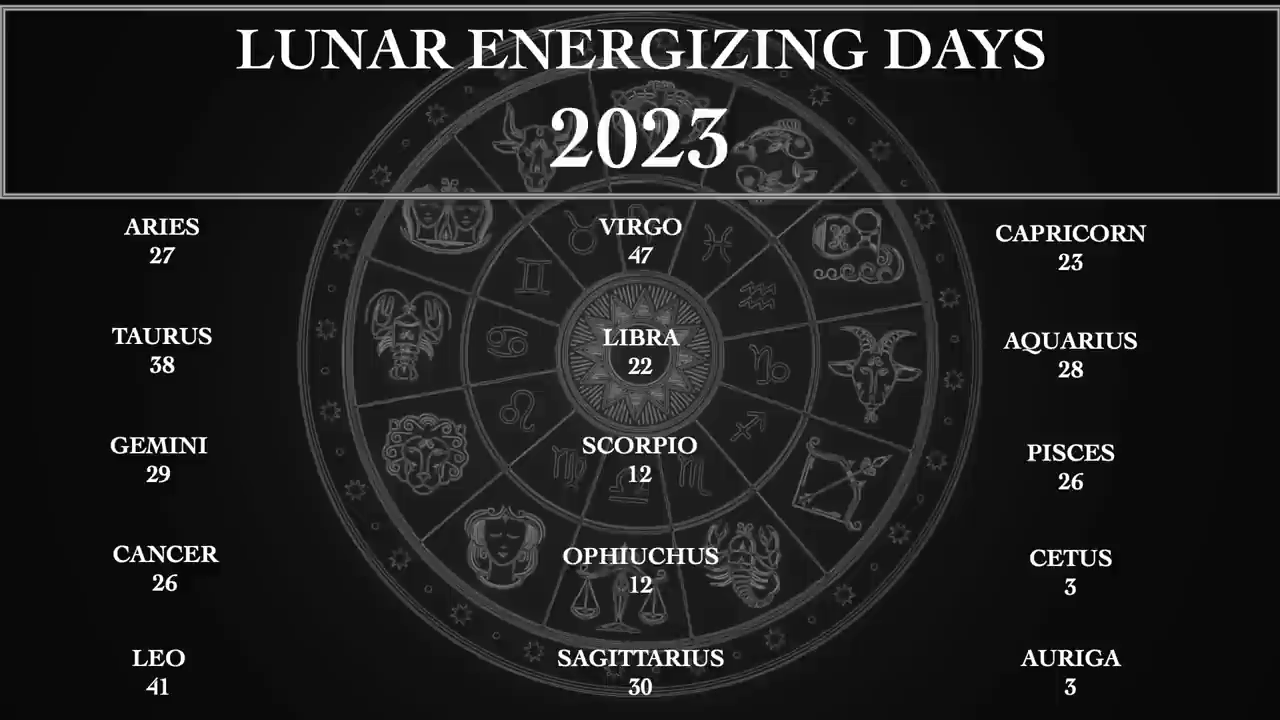 LUNAR ENERGIZING DAYS
2023
ARIES
27
TAURUS
38
GEMINI
29
CANCER
26
LEO
41
VIRGO
47
LIBRA
22
SCORPIO
12
OPHIUCHUS
12
SAGITTARIUS
30
CAPRICORN
23
AQUARIUS
28
PISCES
26
CETUS
3
AURIGA
3